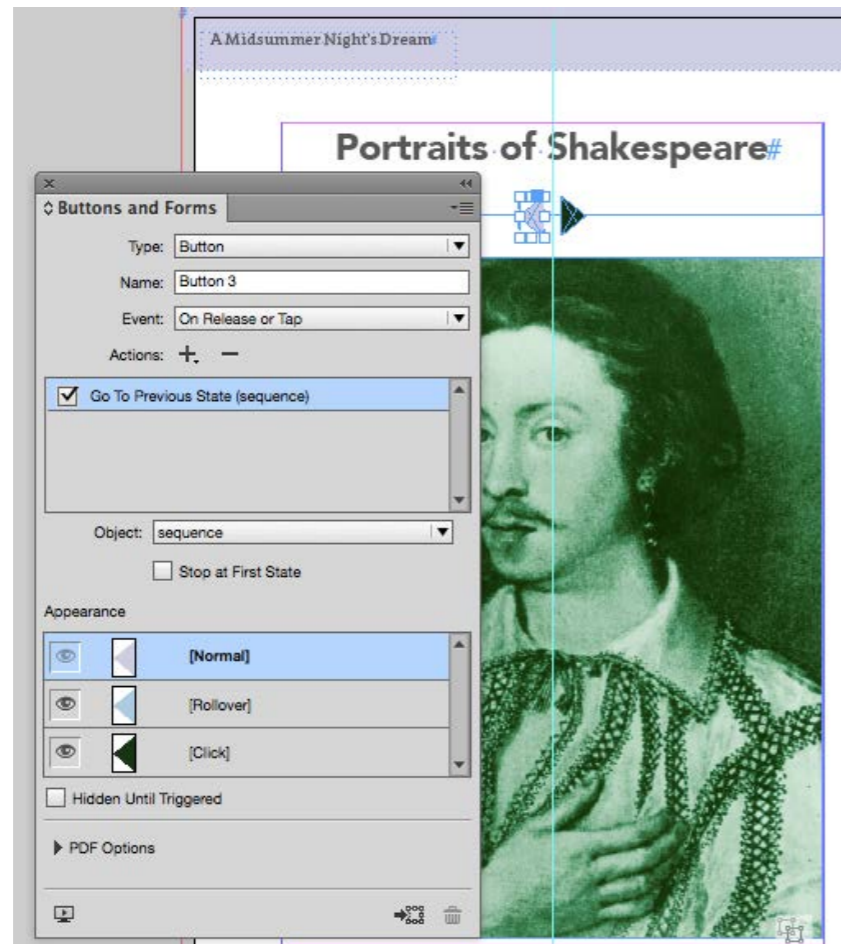 A Midsummer Night's Dream#
Portraits of Shakespeare#
Buttons and Forms
Type: Button
Name: Button 3
Event: On Release or Tap
Actions:
Go To Previous State (sequence)
Object: sequence
Stop at First State
Appearance
[Normal]
[Rollover]
[Click]
Hidden Until Triggered
PDF Options